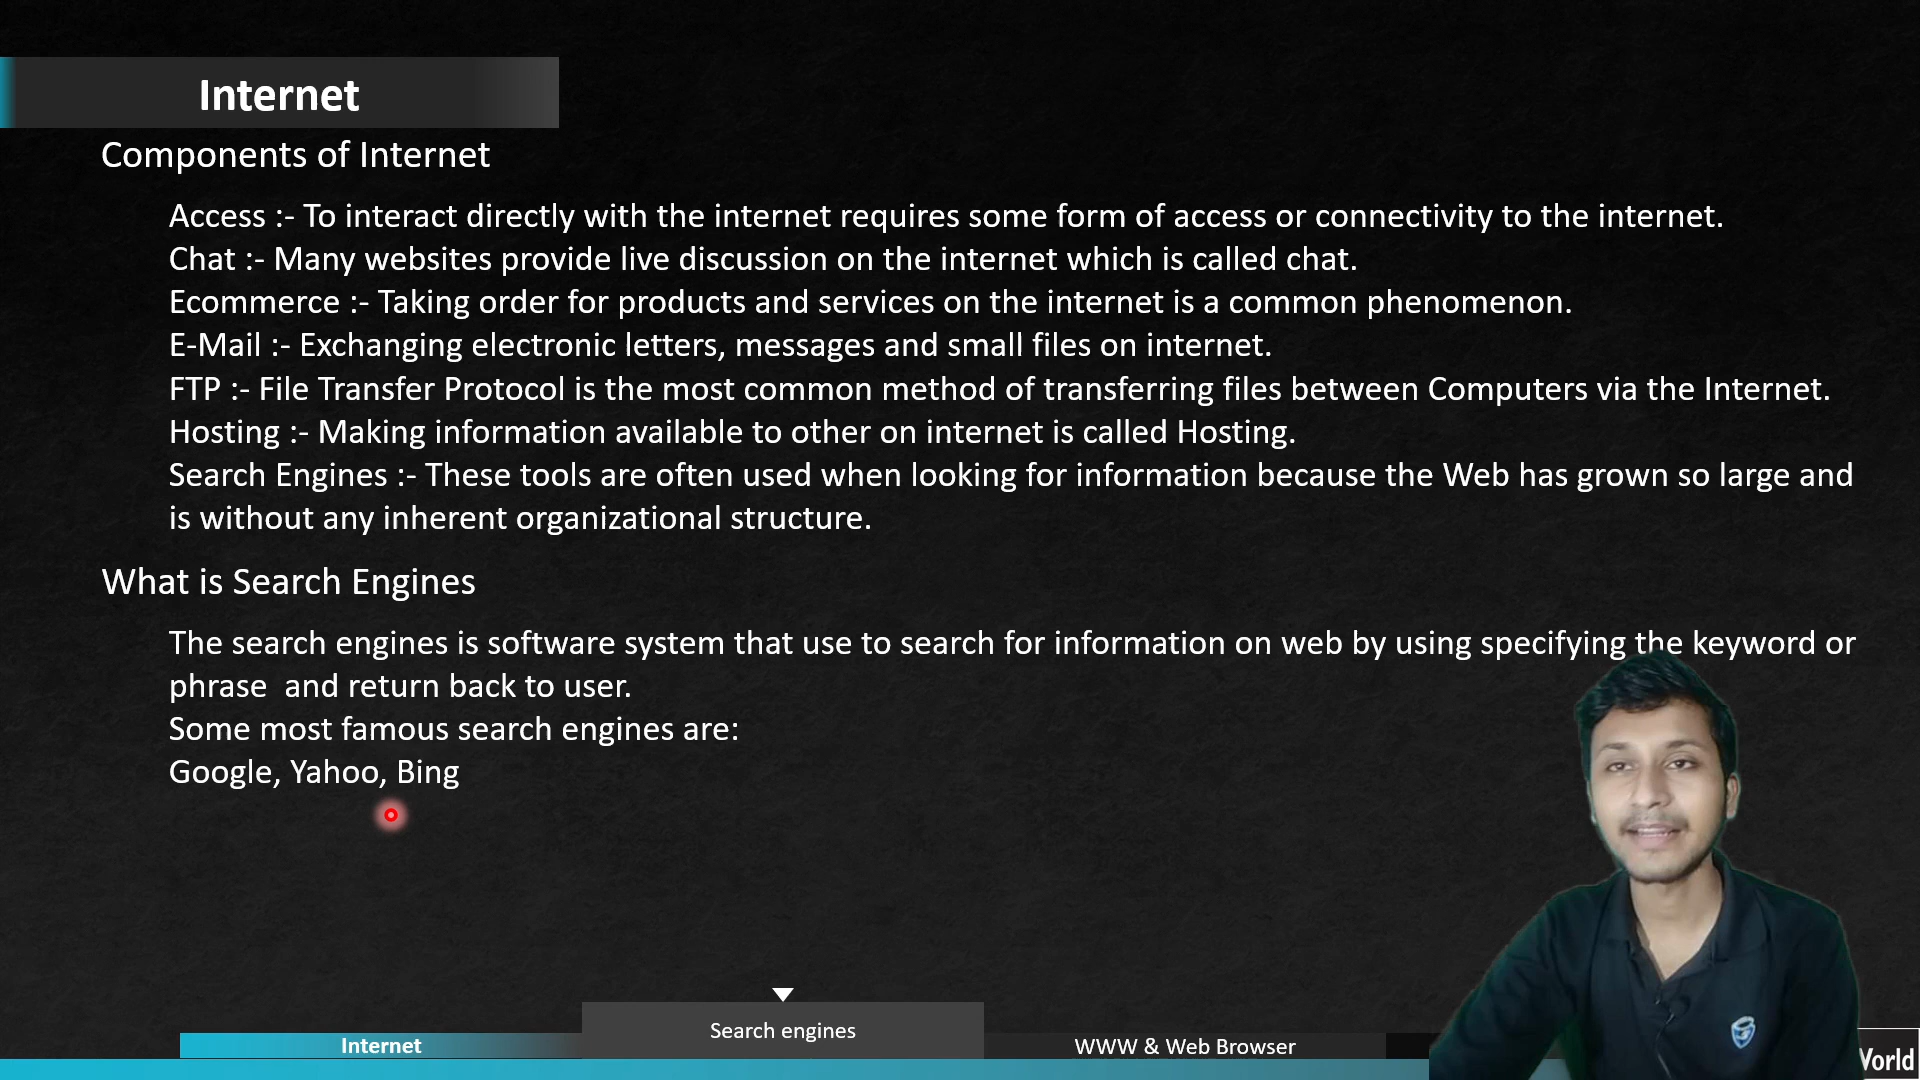 Internet
Components of Internet
Access :- To interact directly with the internet requires some form of access or connectivity to the internet.
Chat :- Many websites provide live discussion on the internet which is called chat.
Ecommerce :- Taking order for products and services on the internet is a common phenomenon.
E-Mail :- Exchanging electronic letters, messages and small files on internet.
FTP :- File Transfer Protocol is the most common method of transferring files between Computers via the Internet.
Hosting :- Making information available to other on internet is called Hosting.
Search Engines :- These tools are often used when looking for information because the Web has grown so large and
is without any inherent organizational structure.
What is Search Engines
The search engines is software system that use to search for information on web by using specifying the keyword or
phrase  and return back to user.
Some most famous search engines are:
Google, Yahoo, Bing
Internet
Search engines
WWW & Web Browser